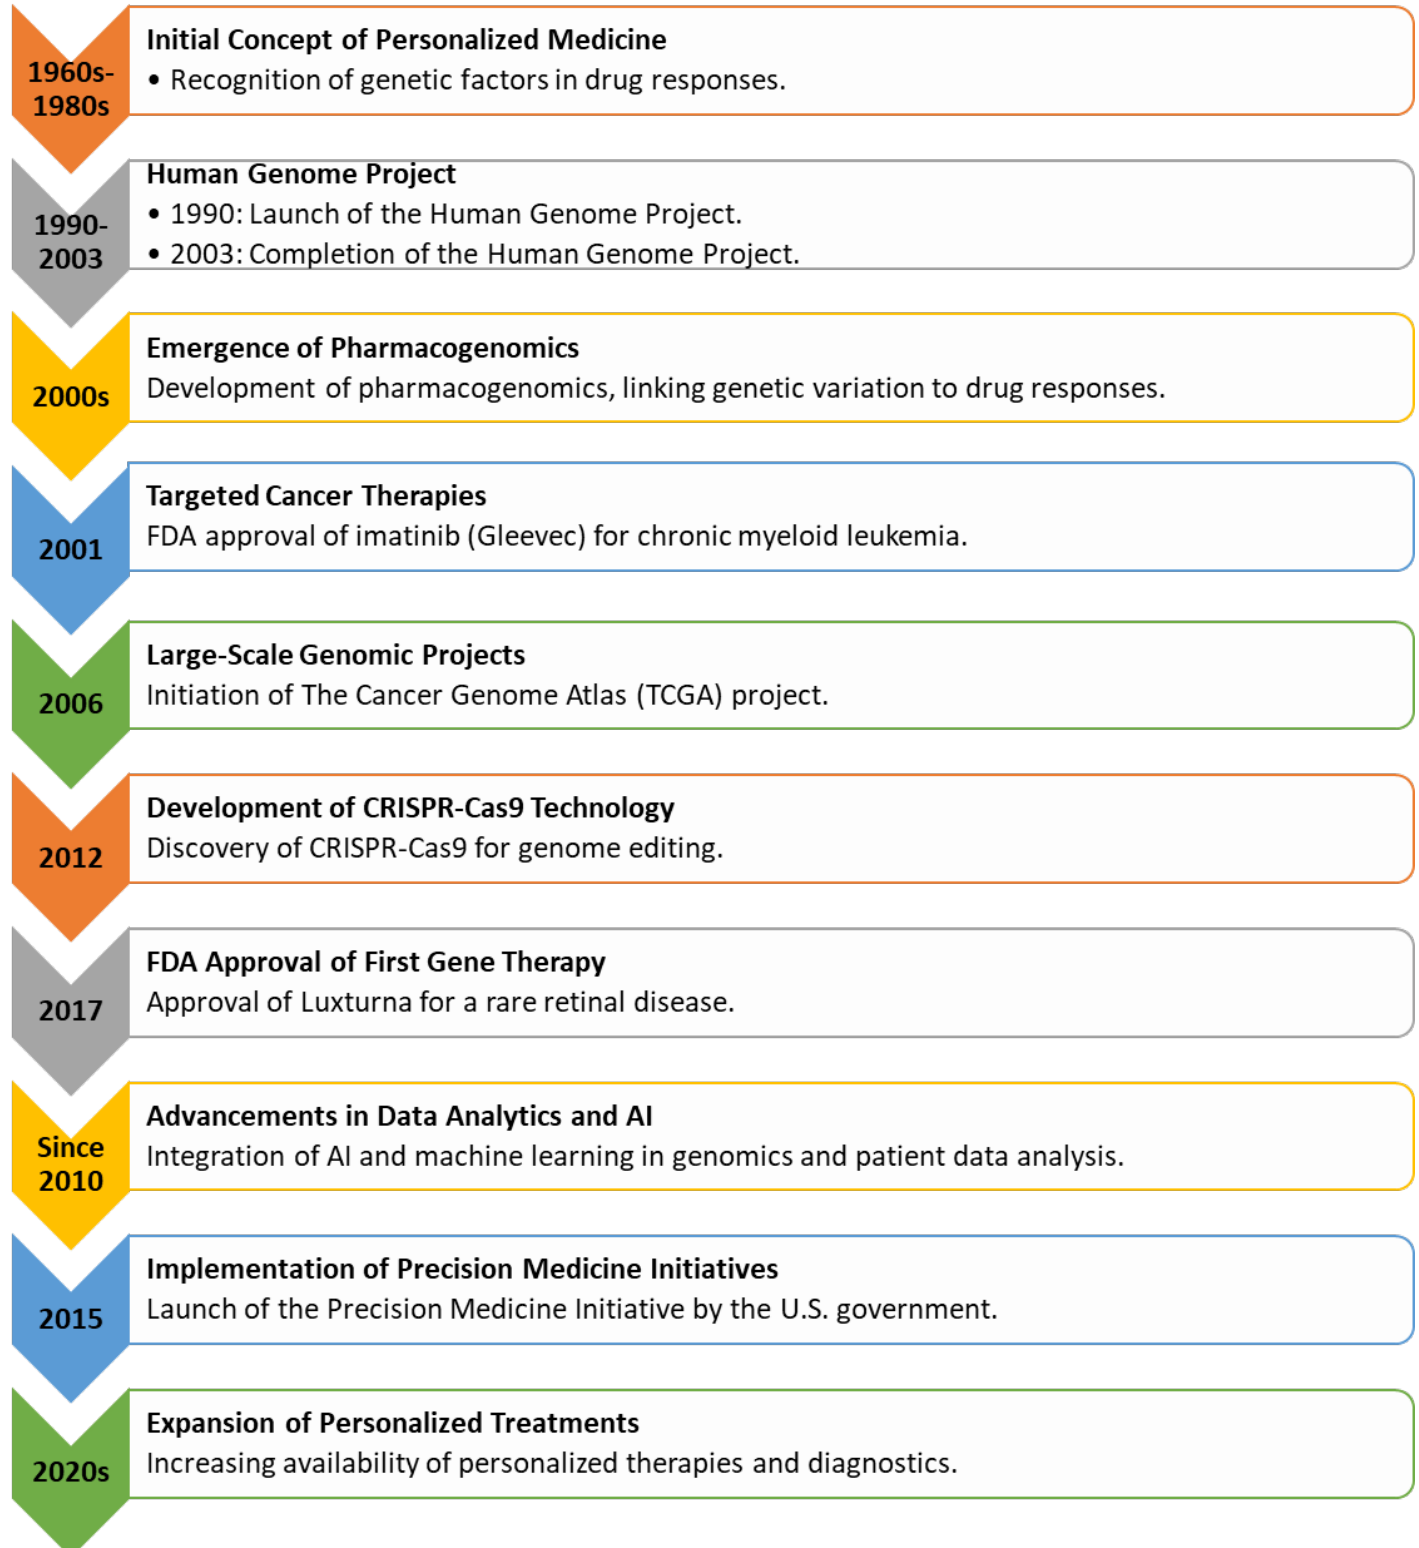 1960s-
1980s
Initial Concept of Personalized Medicine
• Recognition of genetic factors in drug responses.
1990-
2003
Human Genome Project
• 1990: Launch of the Human Genome Project.
• 2003: Completion of the Human Genome Project.
2000s
Emergence of Pharmacogenomics
Development of pharmacogenomics, linking genetic variation to drug responses.
2001
Targeted Cancer Therapies
FDA approval of imatinib (Gleevec) for chronic myeloid leukemia.
2006
Large-Scale Genomic Projects
Initiation of The Cancer Genome Atlas (TCGA) project.
2012
Development of CRISPR-Cas9 Technology
Discovery of CRISPR-Cas9 for genome editing.
2017
FDA Approval of First Gene Therapy
Approval of Luxturna for a rare retinal disease.
Since
2010
Advancements in Data Analytics and AI
Integration of AI and machine learning in genomics and patient data analysis.
2015
Implementation of Precision Medicine Initiatives
Launch of the Precision Medicine Initiative by the U.S. government.
2020s
Expansion of Personalized Treatments
Increasing availability of personalized therapies and diagnostics.